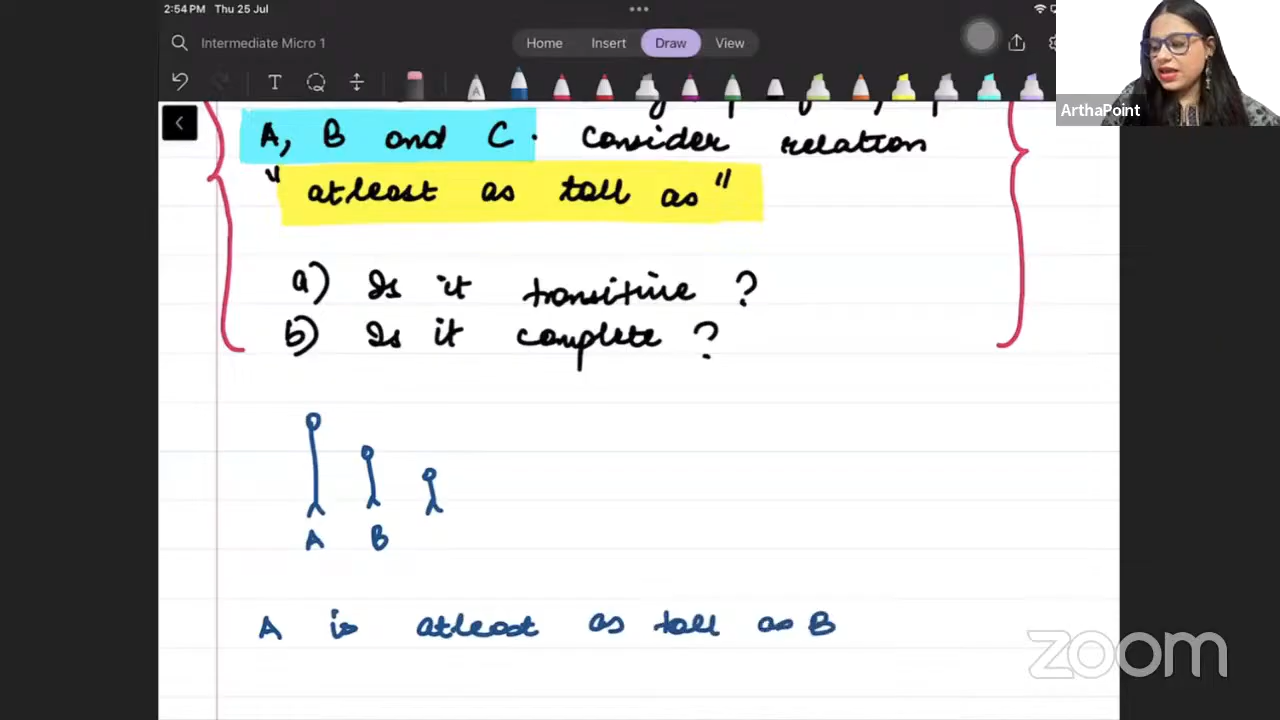 2:54 PM Thu 25 Jul
Intermediate Micro 1
Home Insert Draw View
ArthaPoint
A, B and C. Consider relation
"atleast as tall as"
a) Is it transitive ?
b) Is it complete ?
A B
A is atleast as tall as B
zoom